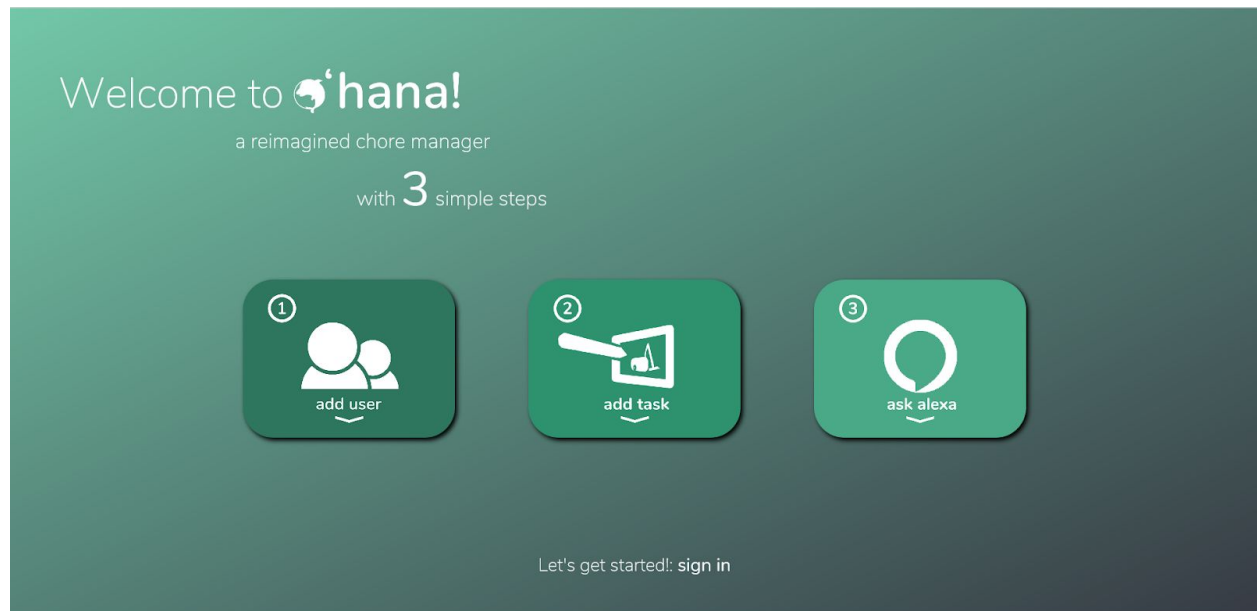 Welcome to o‘hana!
a reimagined chore manager
with 3 simple steps
1
add user
2
add task
3
ask alexa
Let's get started!: sign in